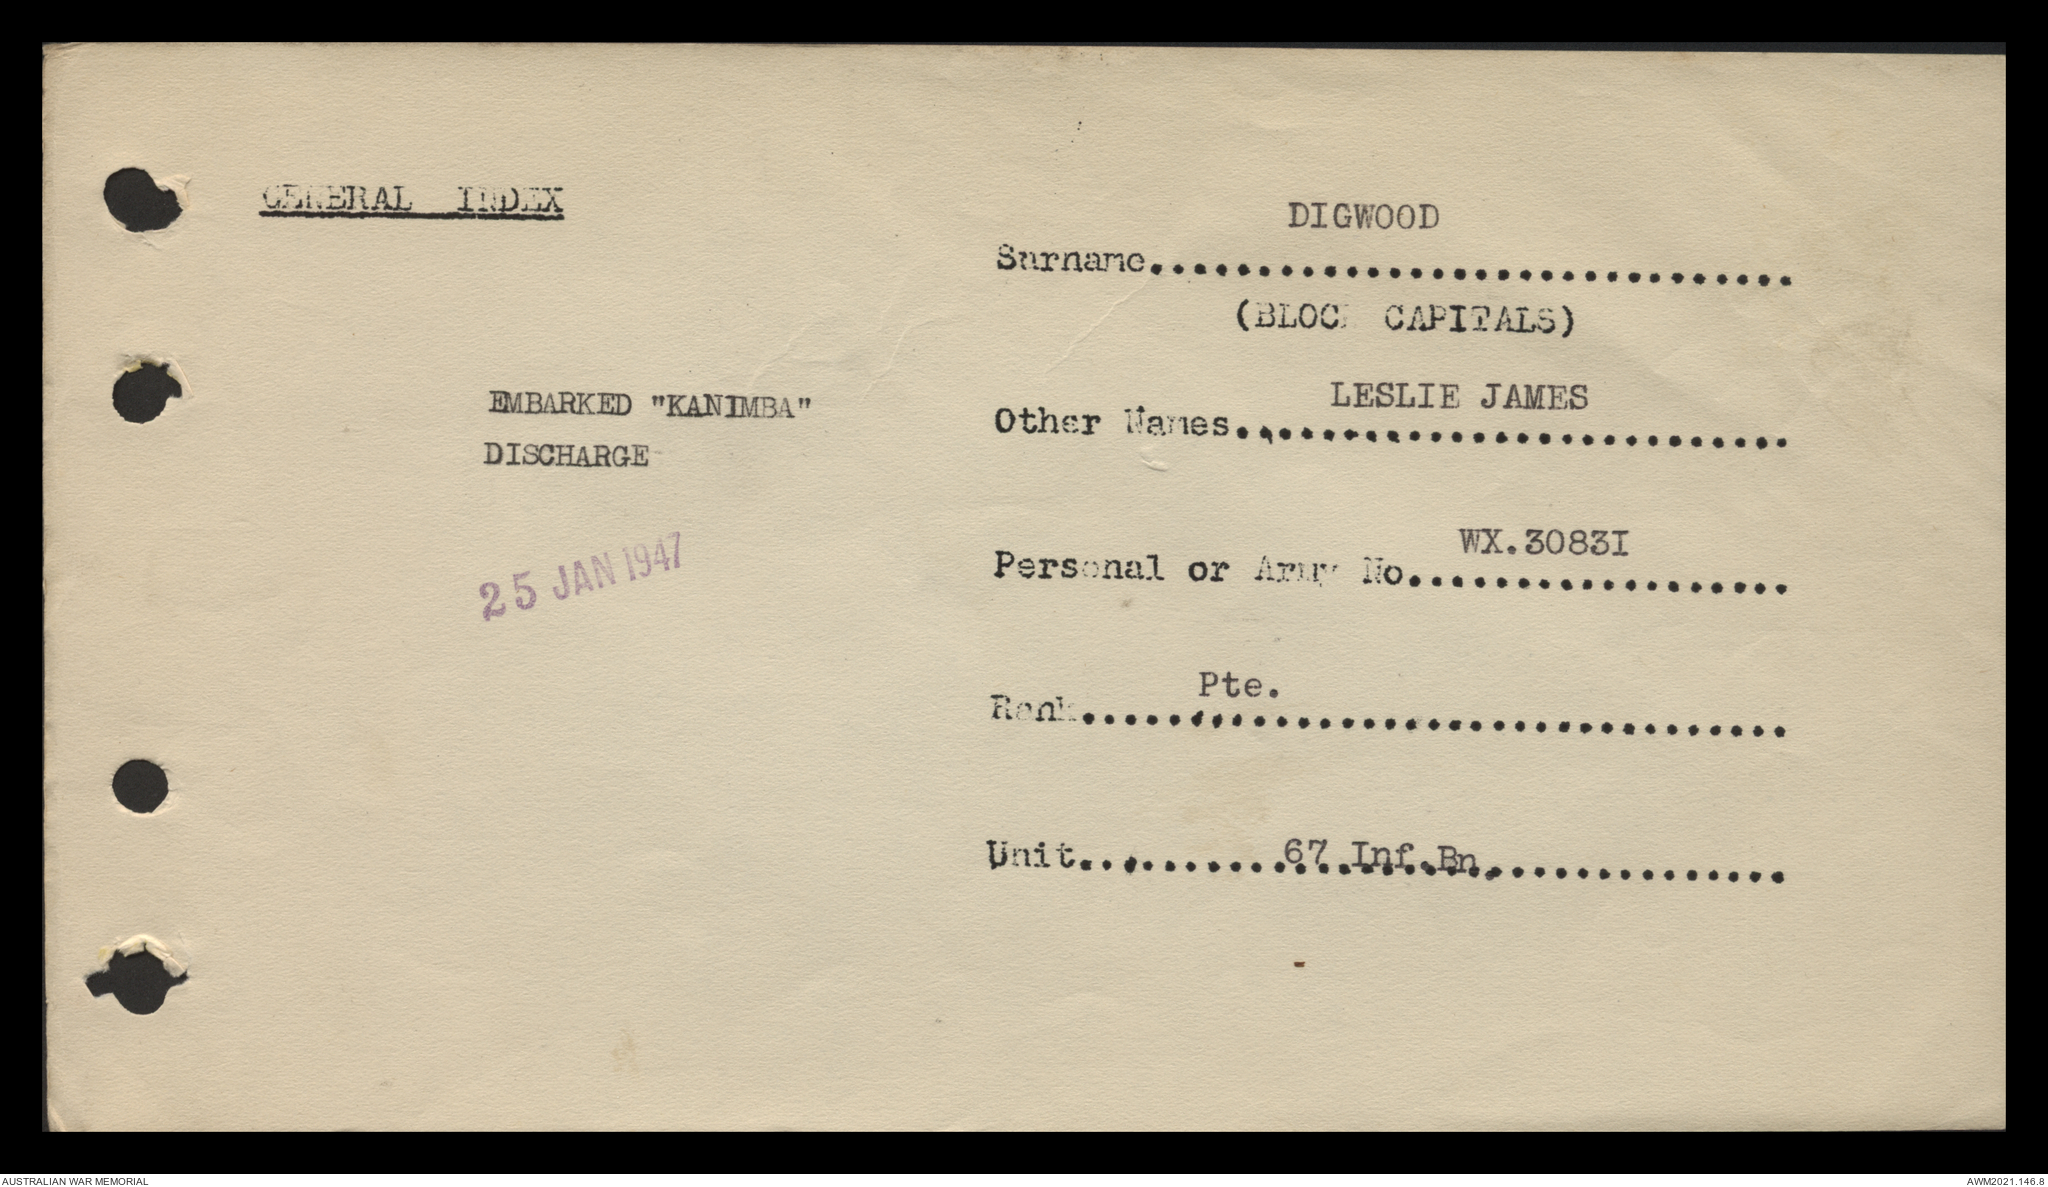 GENERAL INDEX
DIGWOOD
Surname..............................
(BLOCK CAPITALS)
LESLIE JAMES
Other Names..........................
EMBARKED "KANIMBA"
DISCHARGE
25 JAN 1947
WX.3083I
Personal or Army No..................
Pte.
Rank.................................
Unit..........67 Inf.Bn..............
AUSTRALIAN WAR MEMORIAL
AWM2021.146.8